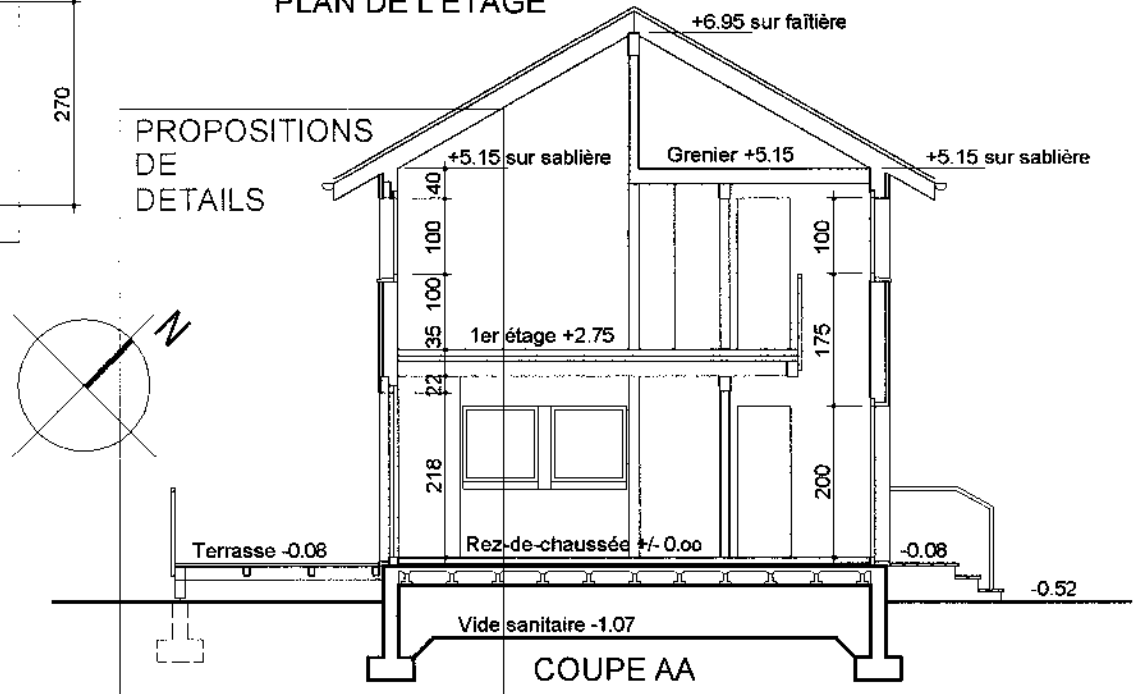 PLAN DE L'ETAGE
+6.95 sur faîtière
270
PROPOSITIONS
DE
DETAILS
+5.15 sur sablière
Grenier +5.15
+5.15 sur sablière
40
100
100
N
100
35
1er étage +2.75
175
22
218
200
Terrasse -0.08
Rez-de-chaussée +/- 0.oo
-0.08
-0.52
Vide sanitaire -1.07
COUPE AA